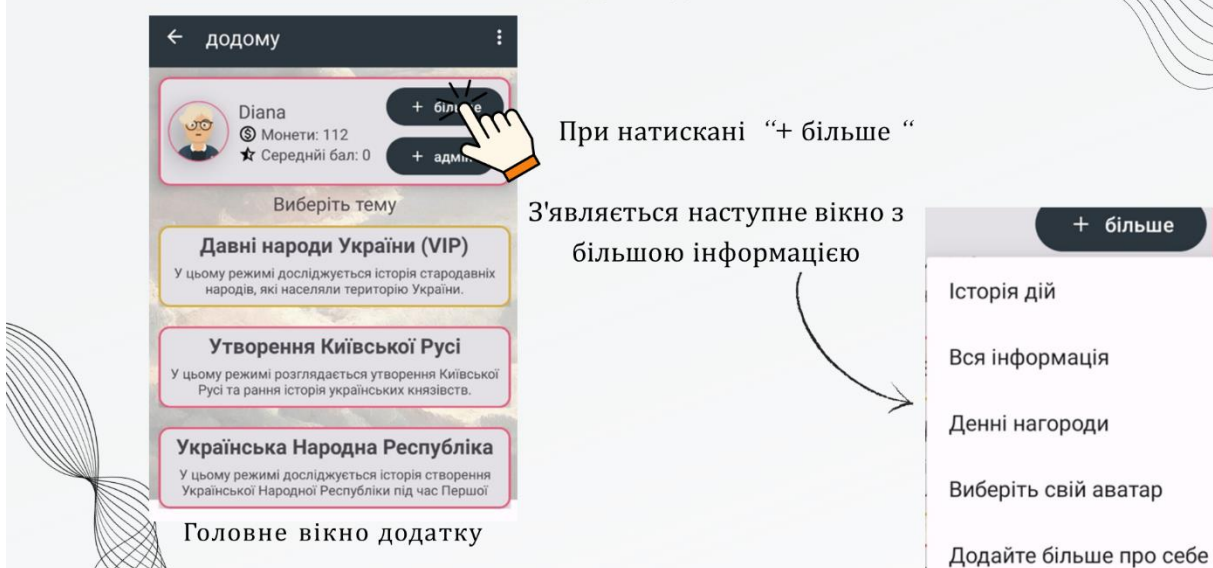 додому
Diana
Монети: 112
Середній бал: 0
+ більше
+
Виберіть тему
Давні народи України (VIP)
У цьому режимі досліджується історія стародавніх
народів, які населяли територію України.
Утворення Київської Русі
У цьому режимі розглядається утворення Київської
Русі та рання історія українських князівств.
Українська Народна Республіка
У цьому режимі досліджується історія створення
Української Народної Республіки під час Першої
Головне вікно додатку
При натискані “+ більше “
З'являється наступне вікно з
більшою інформацією
+ більше
Історія дій
Вся інформація
Денні нагороди
Виберіть свій аватар
Додайте більше про себе